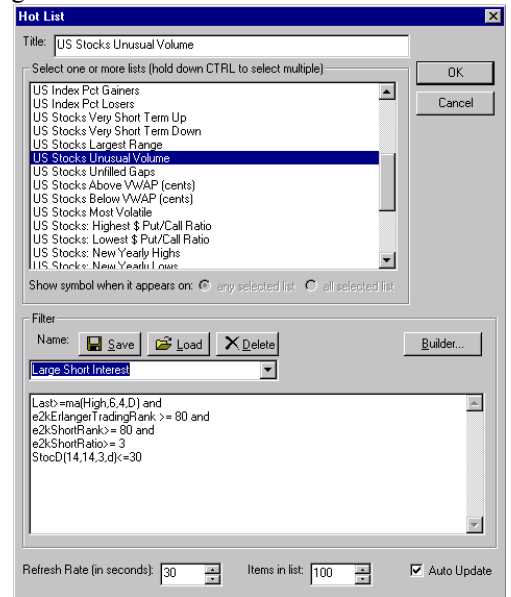 Hot List
Title: US Stocks Unusual Volume
Select one or more lists (hold down CTRL to select multiple)
OK
Cancel
US Index Pct Gainers
US Index Pct Losers
US Stocks Very Short Term Up
US Stocks Very Short Term Down
US Stocks Largest Range
US Stocks Unusual Volume
US Stocks Unfilled Gaps
US Stocks Above VWAP (cents)
US Stocks Below VWAP (cents)
US Stocks Most Volatile
US Stocks: Highest $ Put/Call Ratio
US Stocks: Lowest $ Put/Call Ratio
US Stocks: New Yearly Highs
US Stocks: New Yearly Lows
Show symbol when it appears on: any selected list all selected list
Filter
Name: Save Load Delete Builder...
Large Short Interest
Last>=ma(High,6,4,D) and
e2kErlangerTradingRank >= 80 and
e2kShortRank>= 80 and
e2kShortRatio>= 3
StocD(14,14,3,d)<=30
Refresh Rate (in seconds): 30 Items in list: 100 Auto Update